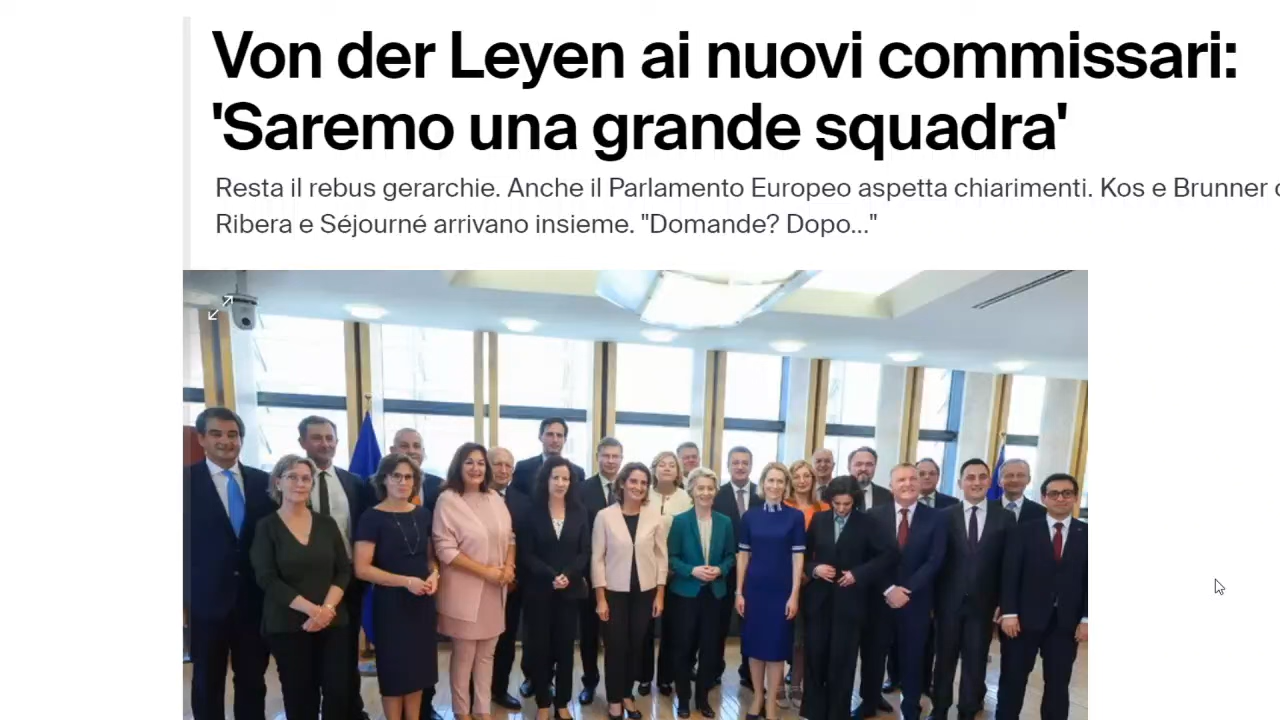 Von der Leyen ai nuovi commissari:
'Saremo una grande squadra'
Resta il rebus gerarchie. Anche il Parlamento Europeo aspetta chiarimenti. Kos e Brunner
Ribera e Séjourné arrivano insieme. "Domande? Dopo..."